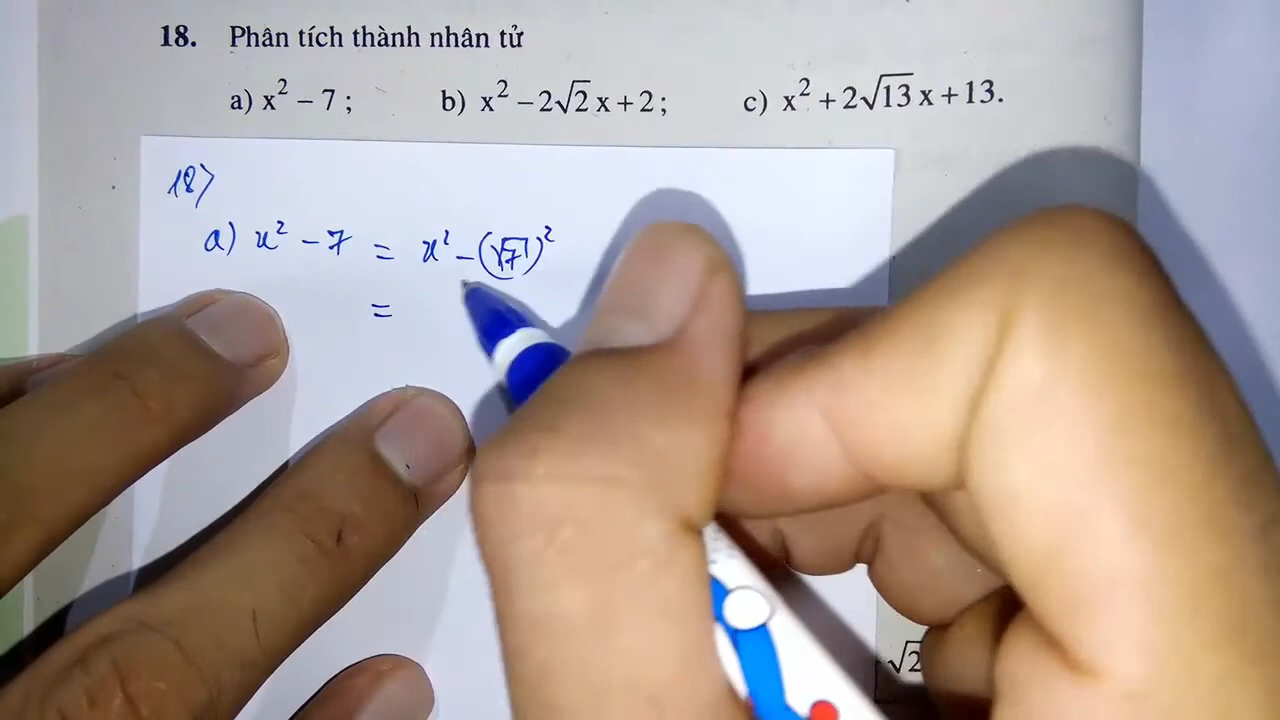 18. Phân tích thành nhân tử
a) x² – 7 ; b) x² – 2√2 x + 2 ; c) x² + 2√13 x + 13.
18>
a) x² – 7 = x² – (√7)²
=
√2